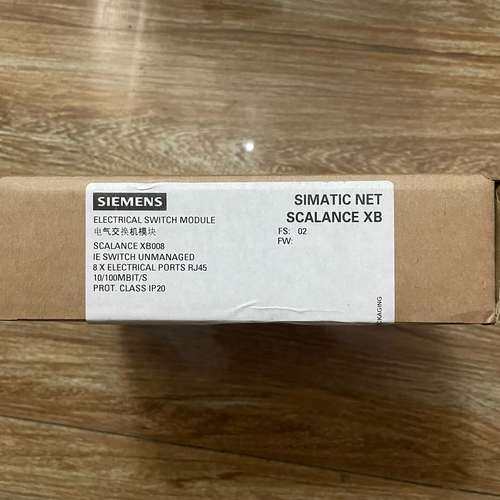 SIEMENS
ELECTRICAL SWITCH MODULE
电气交换机模块
SCALANCE XB008
IE SWITCH UNMANAGED
8 X ELECTRICAL PORTS RJ45
10/100MBIT/S
PROT. CLASS IP20
SIMATIC NET
SCALANCE XB
FS: 02
FW: